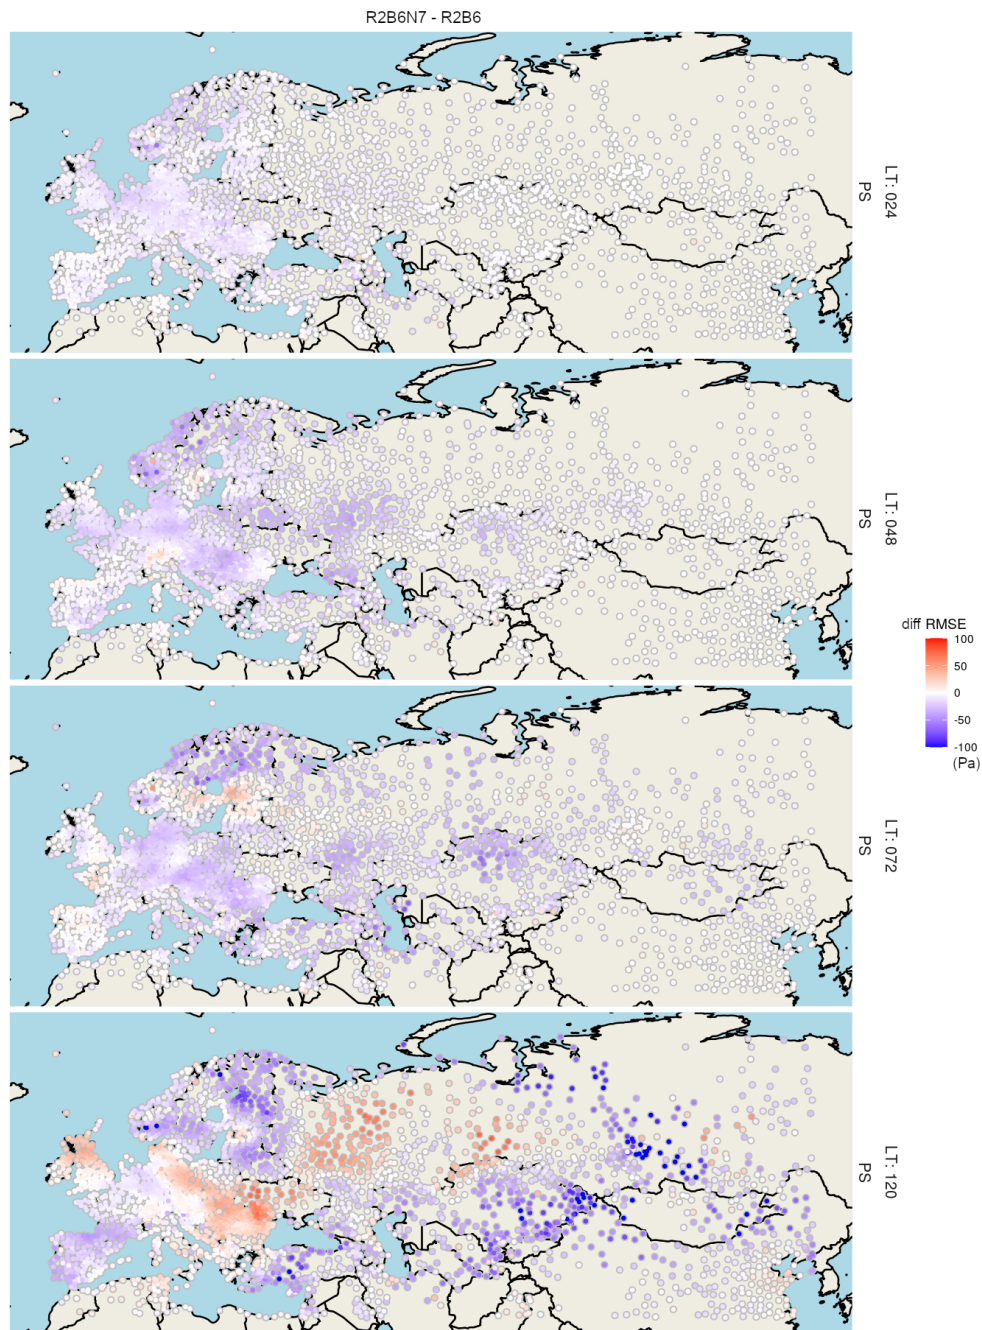 R2B6N7 - R2B6
LT: 024
PS
LT: 048
PS
LT: 072
PS
LT: 120
PS
diff RMSE
100
50
0
-50
-100
(Pa)